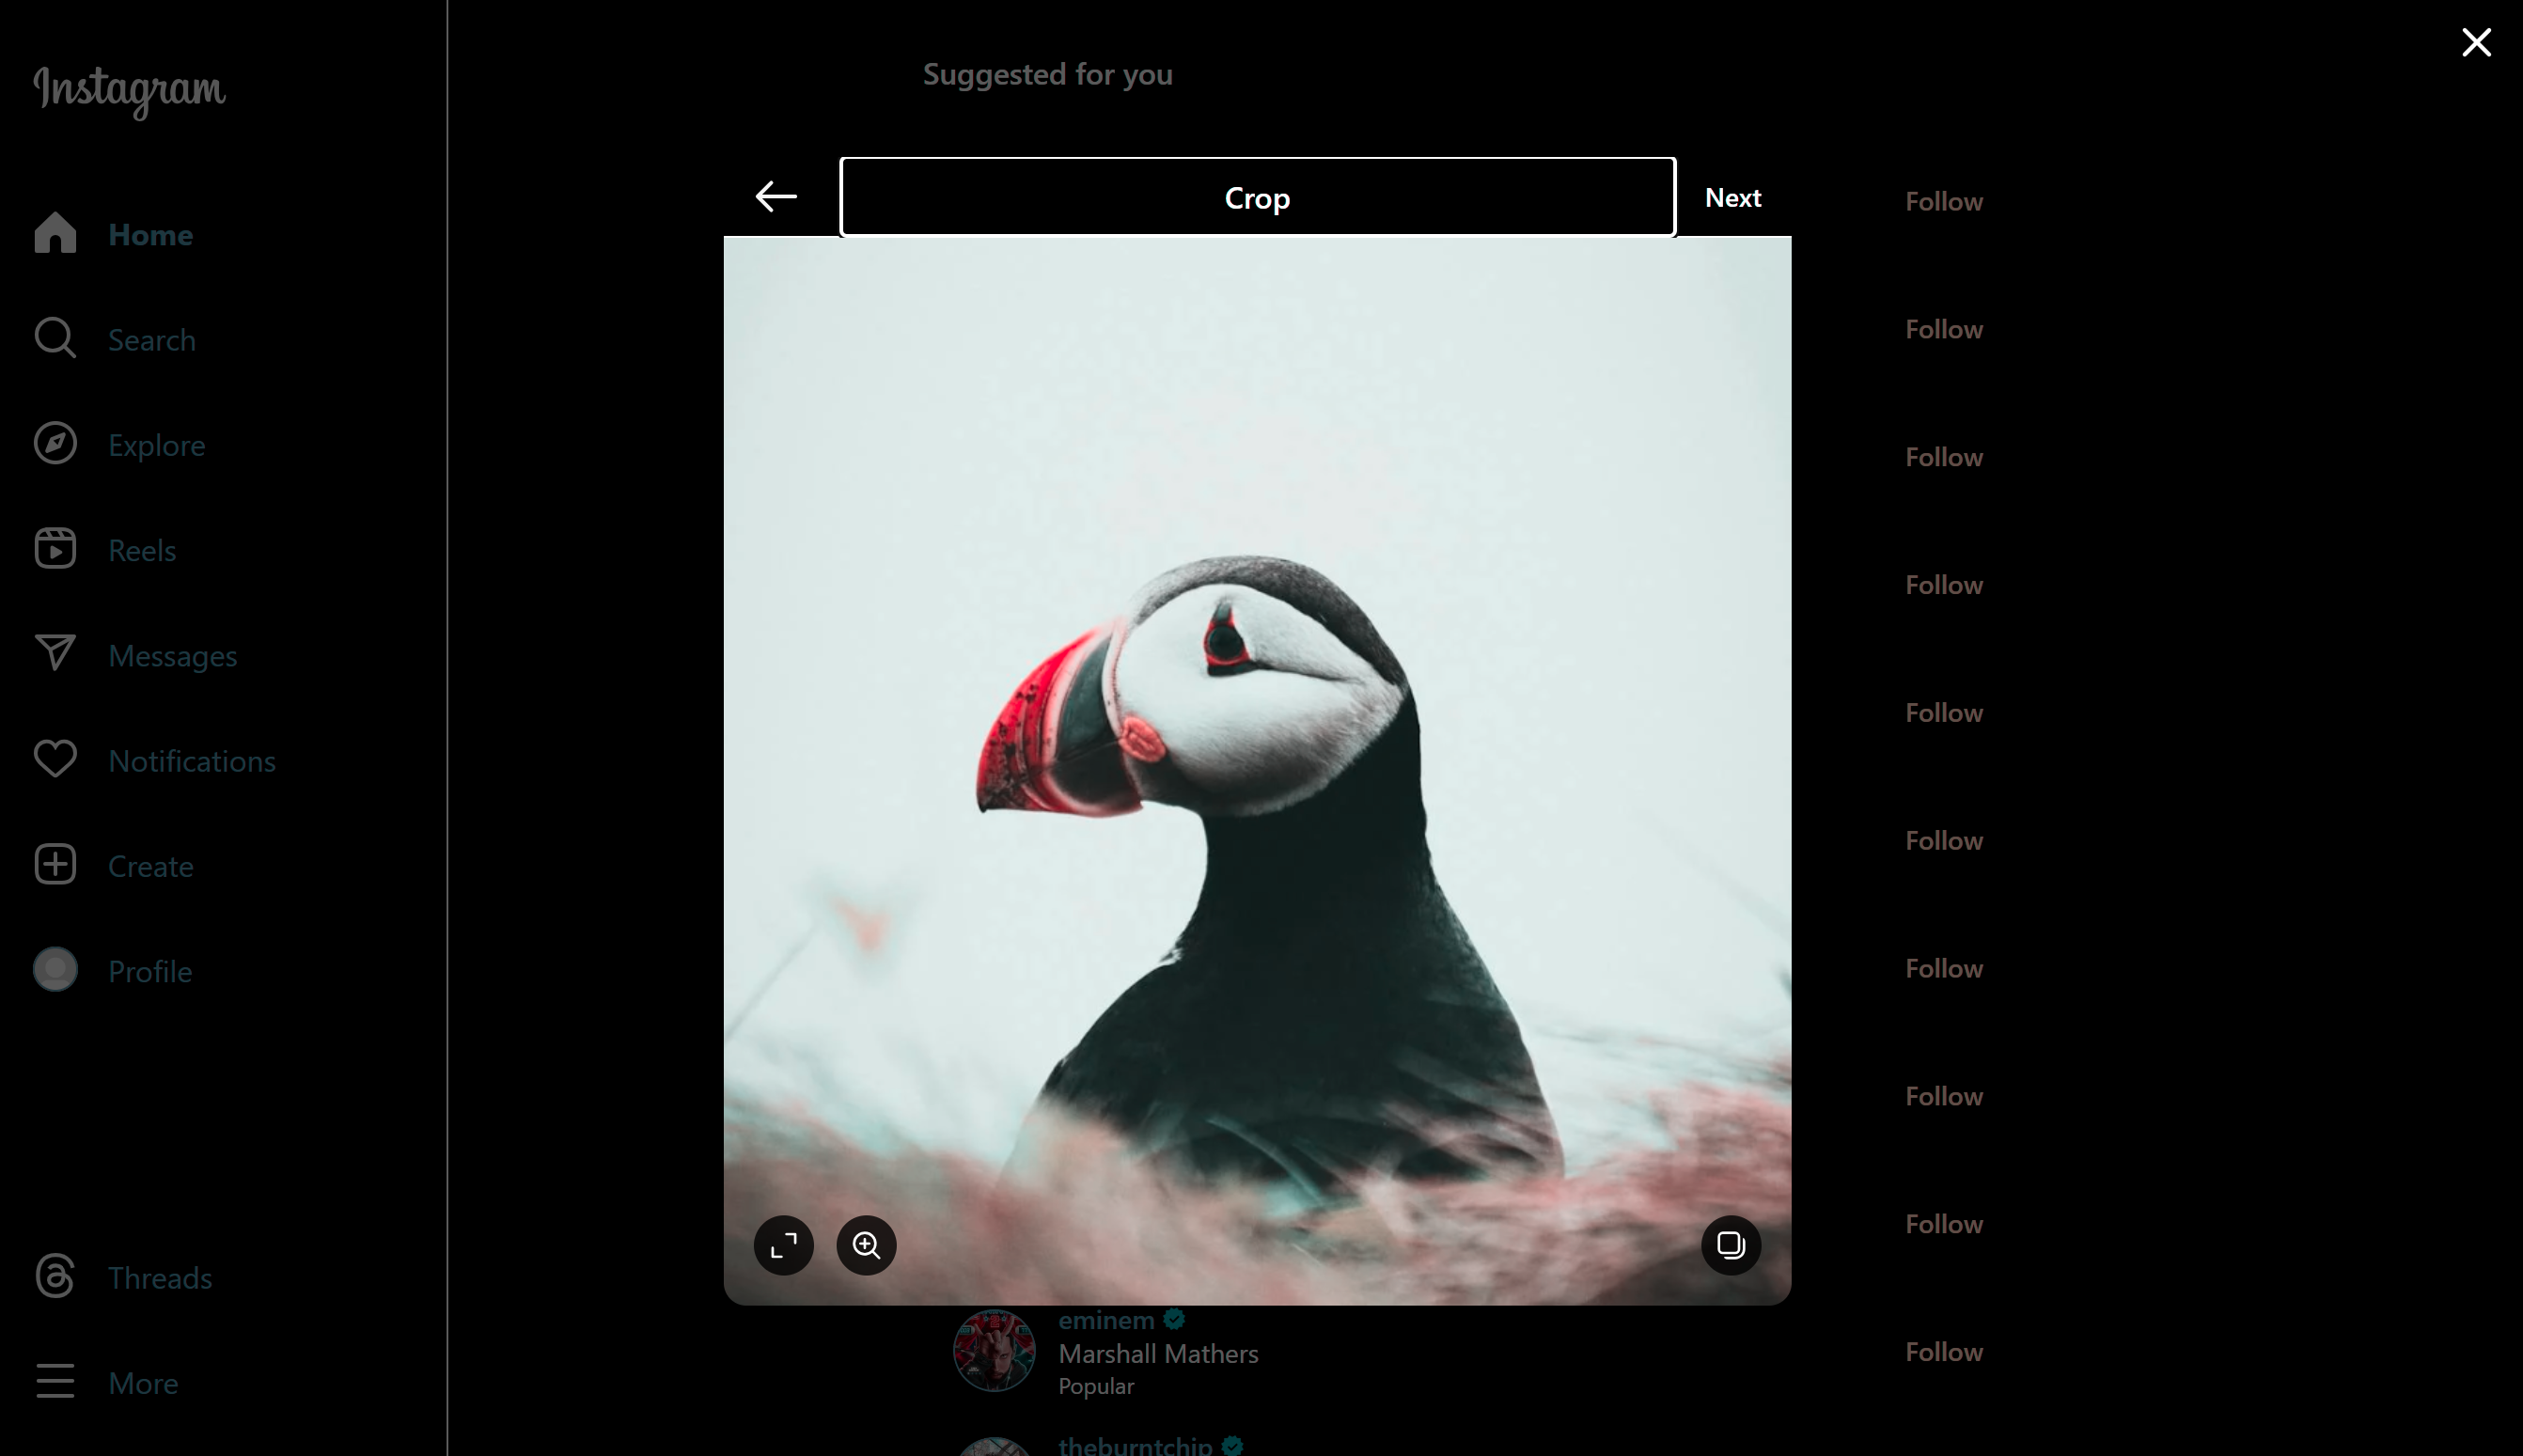 Instagram
Home
Search
Explore
Reels
Messages
Notifications
Create
Profile
Threads
More
Suggested for you
Crop
Next
Follow
Follow
Follow
Follow
Follow
Follow
Follow
Follow
Follow
eminem
Marshall Mathers
Popular
Follow
theburntchip